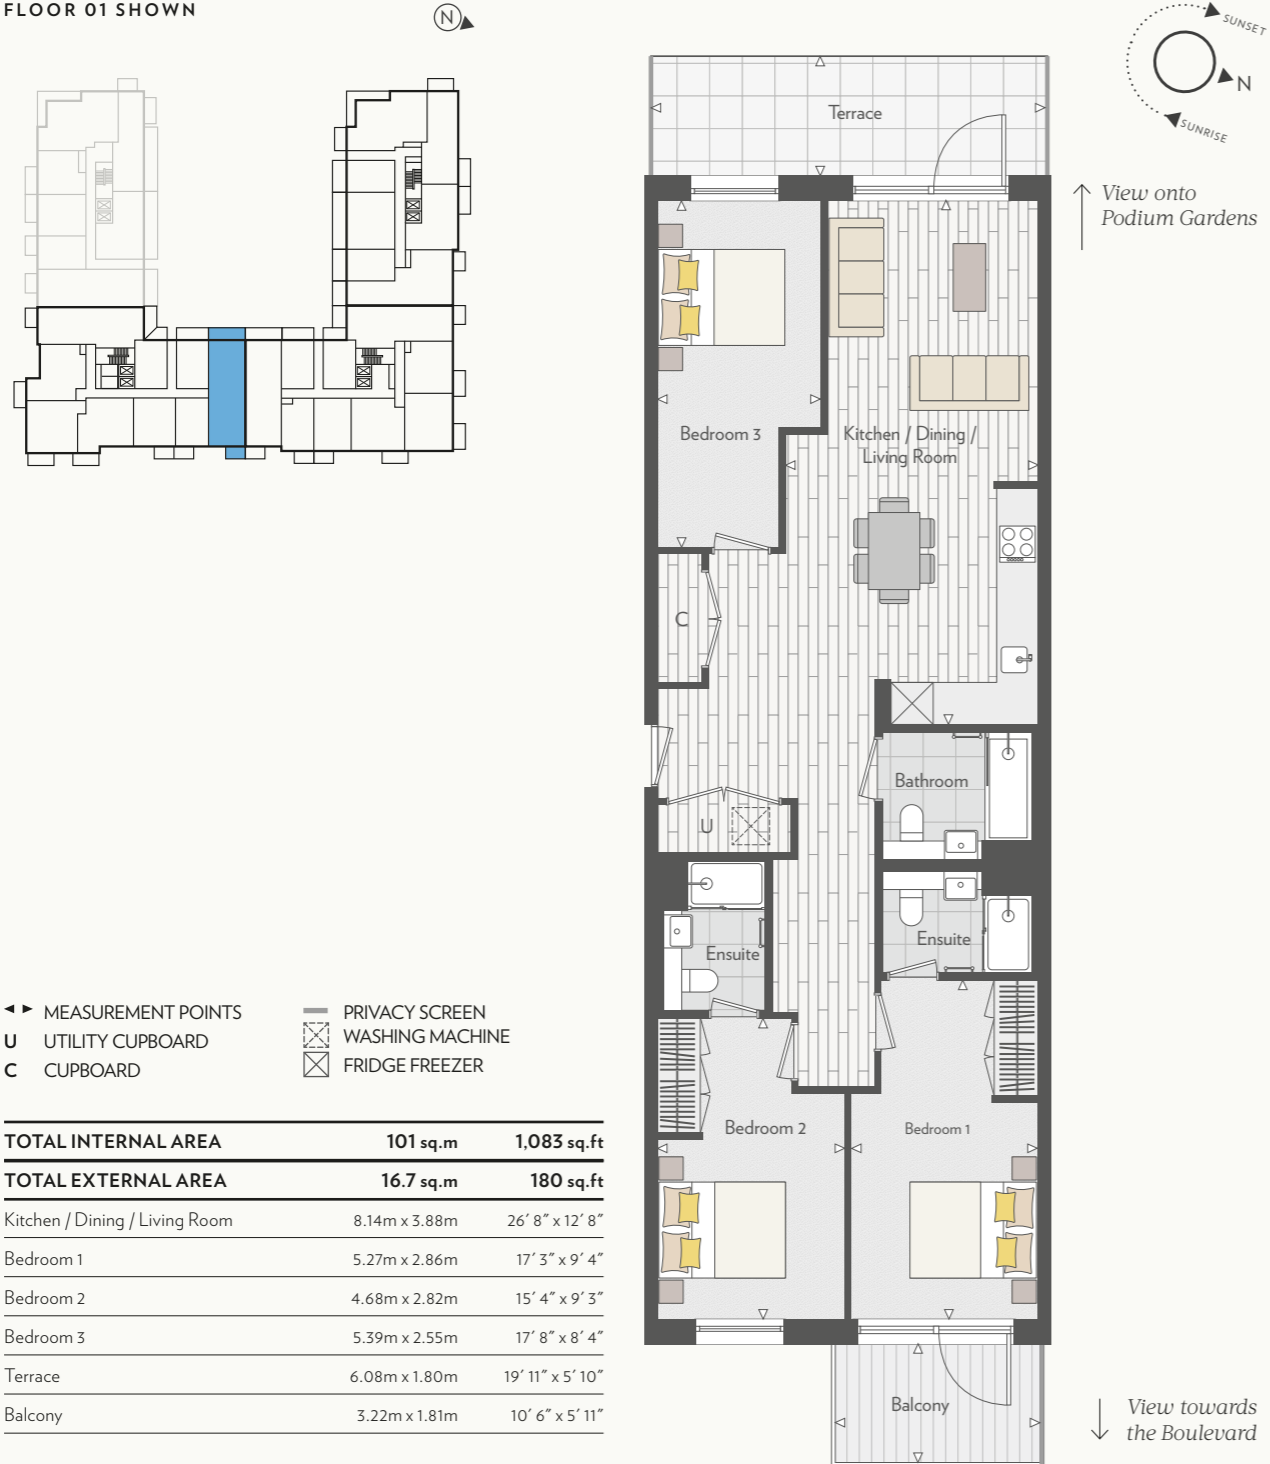 FLOOR 01 SHOWN
N
SUNSET
N
SUNRISE
Terrace
View onto
Podium Gardens
Bedroom 3
Kitchen / Dining /
Living Room
C
Bathroom
U
Ensuite
Ensuite
Bedroom 2
Bedroom 1
Balcony
View towards
the Boulevard
MEASUREMENT POINTS
U UTILITY CUPBOARD
C CUPBOARD
PRIVACY SCREEN
WASHING MACHINE
FRIDGE FREEZER
TOTAL INTERNAL AREA 101 sq.m 1,083 sq.ft
TOTAL EXTERNAL AREA 16.7 sq.m 180 sq.ft
Kitchen / Dining / Living Room 8.14m x 3.88m 26′ 8″ x 12′ 8″
Bedroom 1 5.27m x 2.86m 17′ 3″ x 9′ 4″
Bedroom 2 4.68m x 2.82m 15′ 4″ x 9′ 3″
Bedroom 3 5.39m x 2.55m 17′ 8″ x 8′ 4″
Terrace 6.08m x 1.80m 19′ 11″ x 5′ 10″
Balcony 3.22m x 1.81m 10′ 6″ x 5′ 11″